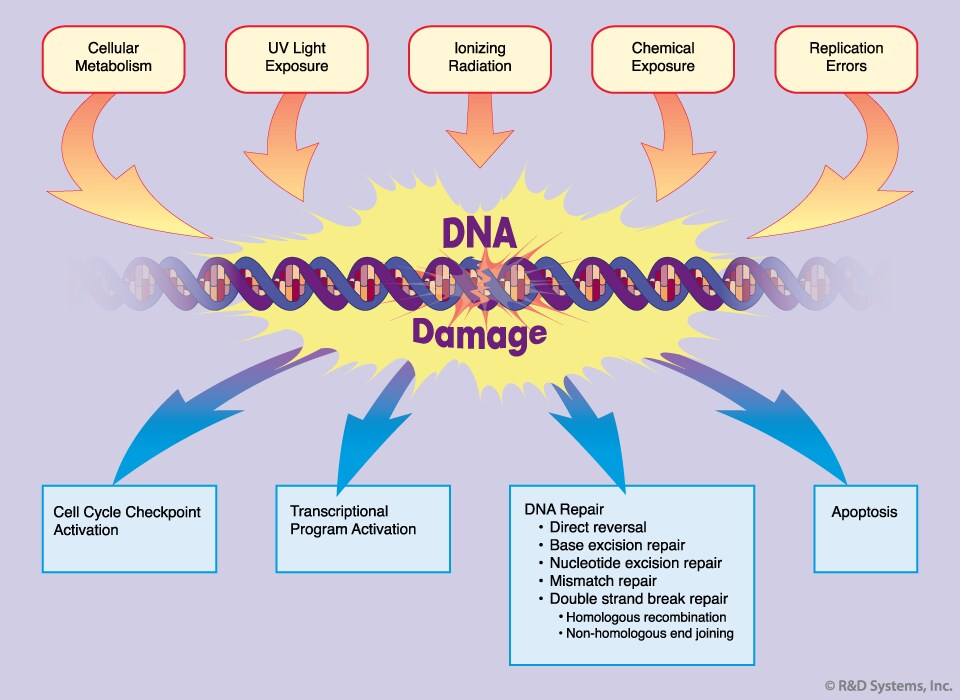 Cellular
Metabolism
UV Light
Exposure
Ionizing
Radiation
Chemical
Exposure
Replication
Errors
DNA
Damage
Cell Cycle Checkpoint
Activation
Transcriptional
Program Activation
DNA Repair
• Direct reversal
• Base excision repair
• Nucleotide excision repair
• Mismatch repair
• Double strand break repair
• Homologous recombination
• Non-homologous end joining
Apoptosis
© R&D Systems, Inc.